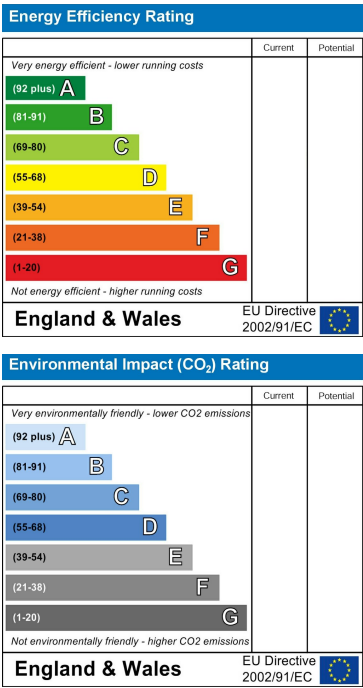 Energy Efficiency Rating
Current Potential
Very energy efficient - lower running costs
(92 plus) A
(81-91) B
(69-80) C
(55-68) D
(39-54) E
(21-38) F
(1-20) G
Not energy efficient - higher running costs
England & Wales
EU Directive
2002/91/EC
Environmental Impact (CO₂) Rating
Current Potential
Very environmentally friendly - lower CO2 emissions
(92 plus) A
(81-91) B
(69-80) C
(55-68) D
(39-54) E
(21-38) F
(1-20) G
Not environmentally friendly - higher CO2 emissions
England & Wales
EU Directive
2002/91/EC